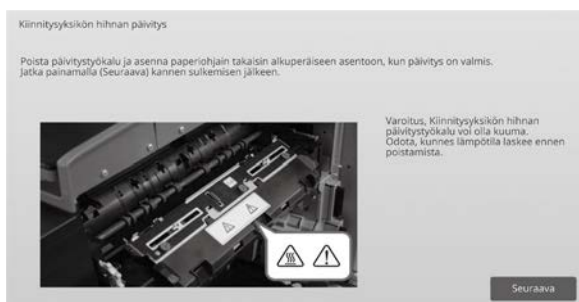 Kiinnitysyksikön hihnan päivitys
Poista päivitystyökalu ja asenna paperiohjain takaisin alkuperäiseen asentoon, kun päivitys on valmis.
Jatka painamalla (Seuraava) kannen sulkemisen jälkeen.
Varoitus, Kiinnitysyksikön hihnan
päivitystyökalu voi olla kuuma.
Odota, kunnes lämpötila laskee ennen
poistamista.
Seuraava